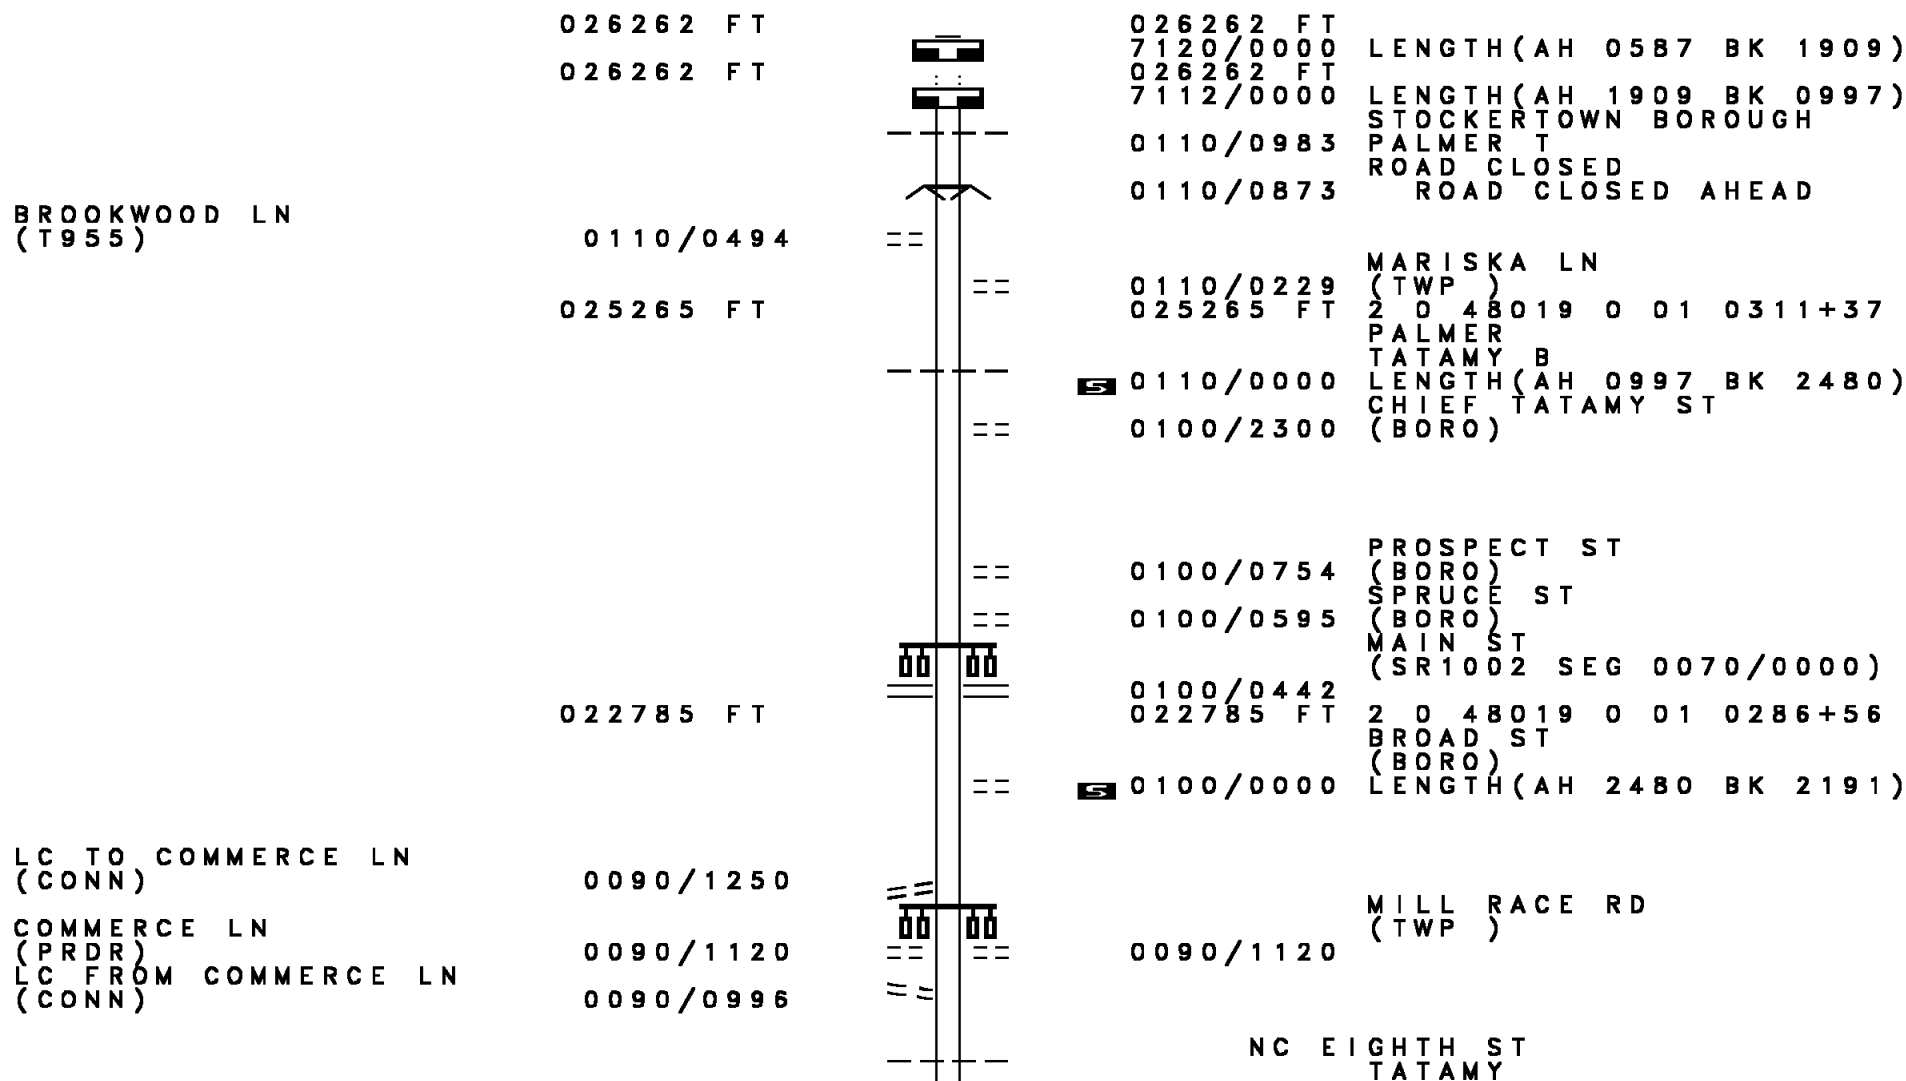 026262 FT 026262 FT
7120/0000 LENGTH(AH 0587 BK 1909)
026262 FT 026262 FT
7112/0000 LENGTH(AH 1909 BK 0997)
STOCKERTOWN BOROUGH
0110/0983 PALMER T
ROAD CLOSED
0110/0873 ROAD CLOSED AHEAD
BROOKWOOD LN
(T955) 0110/0494
MARISKA LN
0110/0229 (TWP )
025265 FT 025265 FT 2 0 48019 0 01 0311+37
PALMER
TATAMY B
S 0110/0000 LENGTH(AH 0997 BK 2480)
CHIEF TATAMY ST
0100/2300 (BORO)
PROSPECT ST
0100/0754 (BORO)
SPRUCE ST
0100/0595 (BORO)
MAIN ST
(SR1002 SEG 0070/0000)
0100/0442
022785 FT 022785 FT 2 0 48019 0 01 0286+56
BROAD ST
(BORO)
S 0100/0000 LENGTH(AH 2480 BK 2191)
LC TO COMMERCE LN
(CONN) 0090/1250
MILL RACE RD
COMMERCE LN (TWP )
(PRDR) 0090/1120 0090/1120
LC FROM COMMERCE LN
(CONN) 0090/0996
NC EIGHTH ST
TATAMY